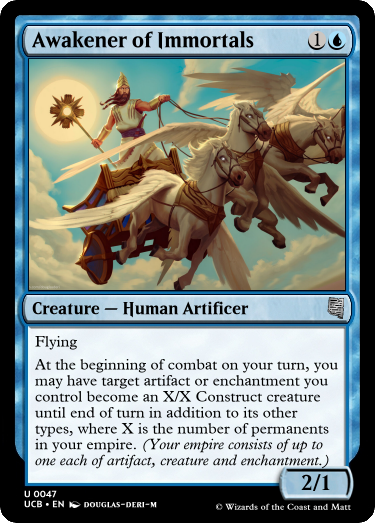 Awakener of Immortals 1
Creature — Human Artificer
Flying
At the beginning of combat on your turn, you
may have target artifact or enchantment you
control become an X/X Construct creature
until end of turn in addition to its other
types, where X is the number of permanents
in your empire. (Your empire consists of up to
one each of artifact, creature and enchantment.)
2/1
U 0047
UCB • EN DOUGLAS-DERI-M
© Wizards of the Coast and Matt